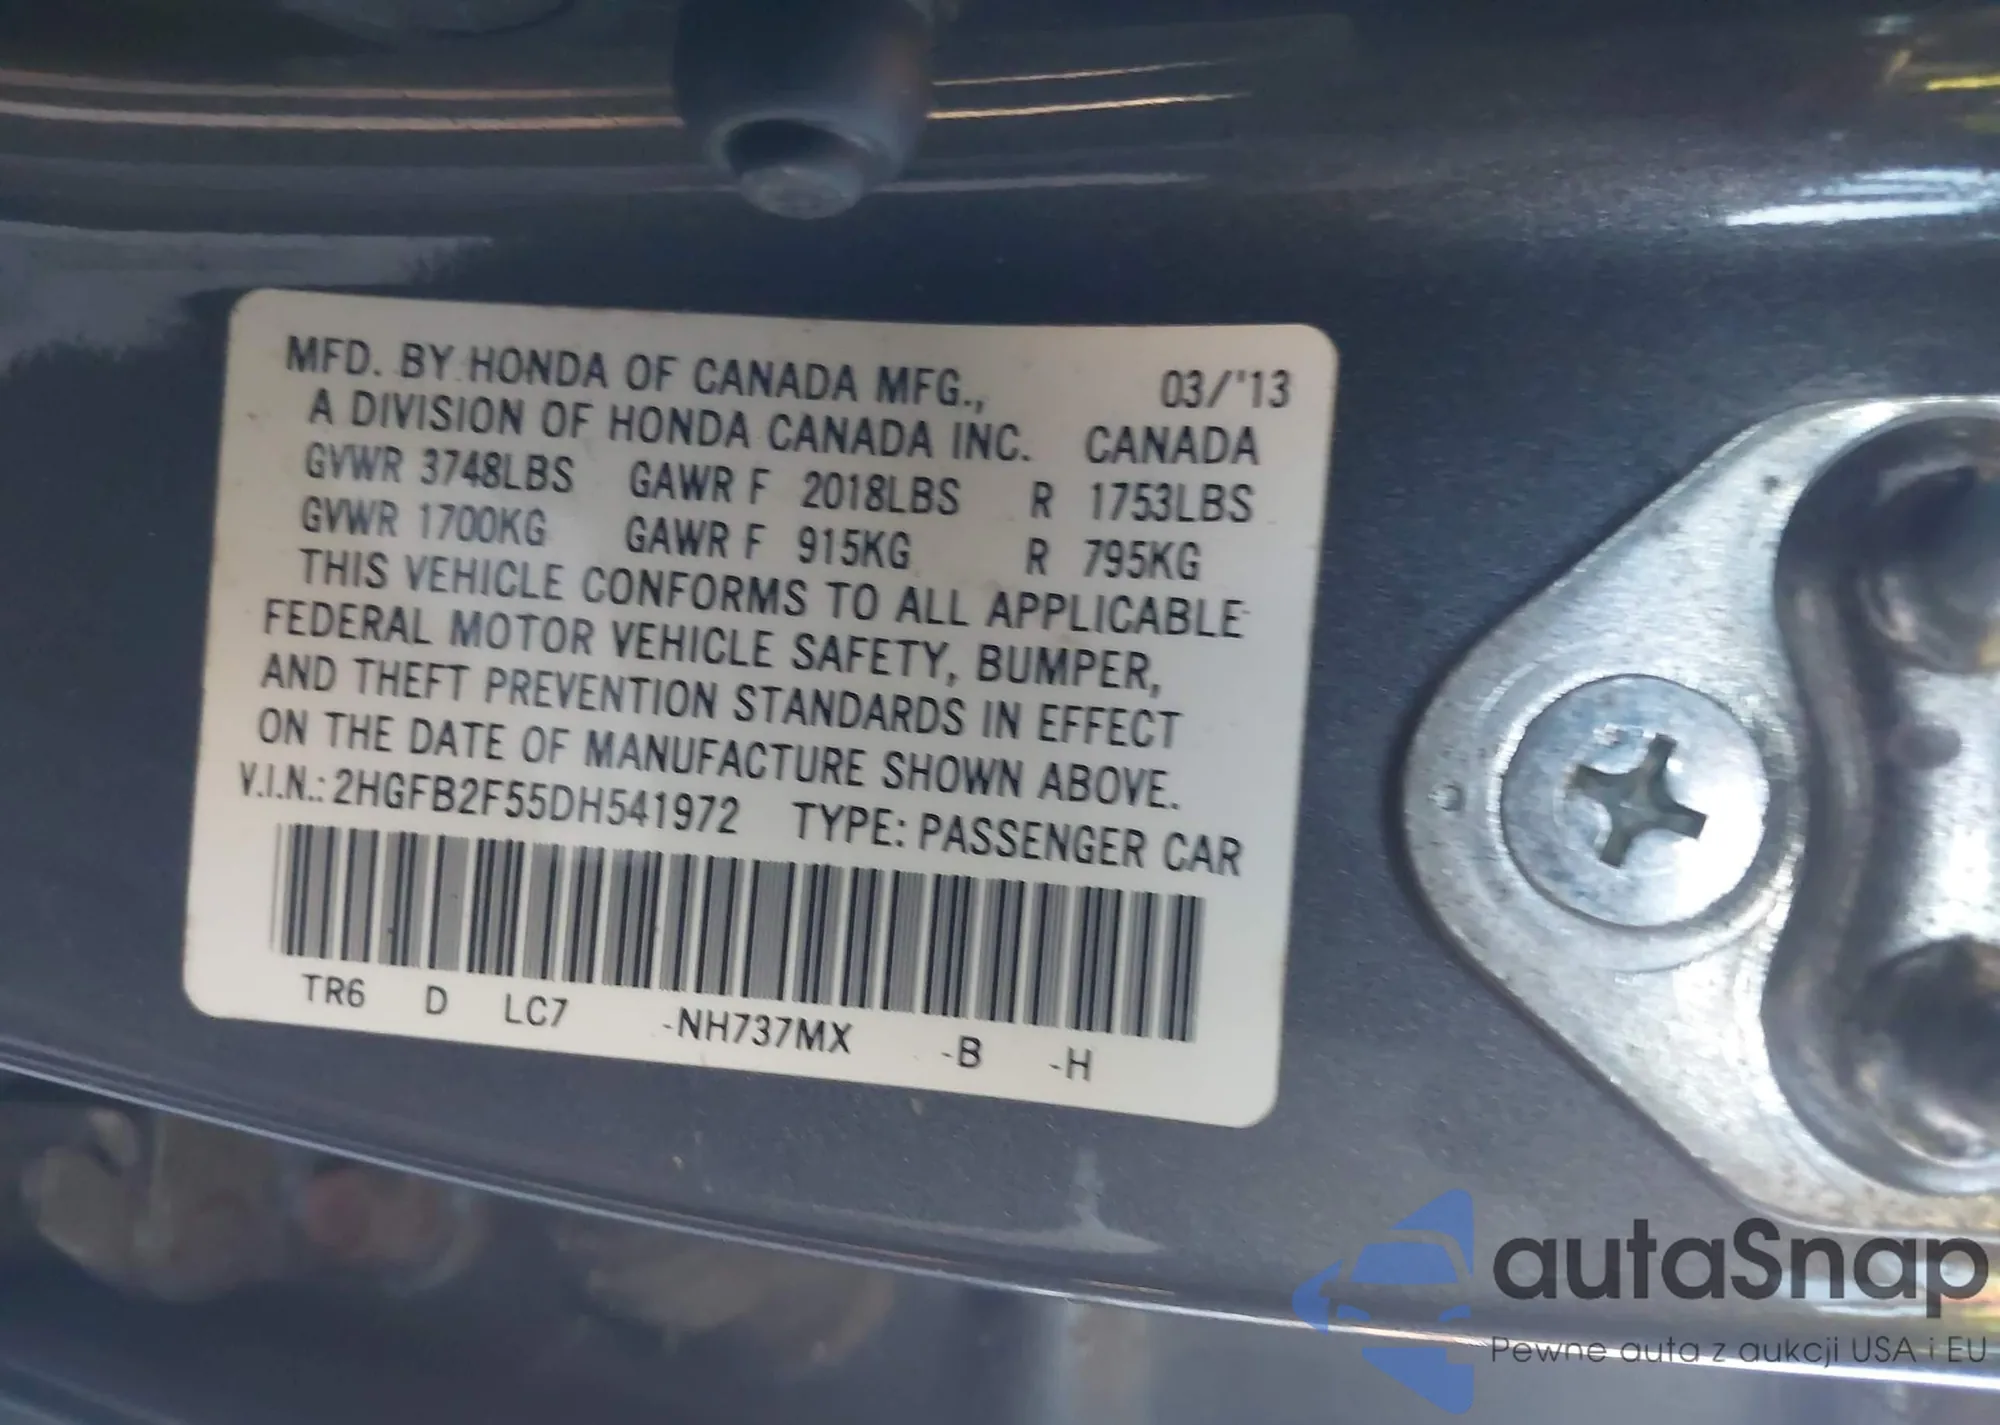 MFD. BY HONDA OF CANADA MFG., 03/'13
A DIVISION OF HONDA CANADA INC. CANADA
GVWR 3748LBS GAWR F 2018LBS R 1753LBS
GVWR 1700KG GAWR F 915KG R 795KG
THIS VEHICLE CONFORMS TO ALL APPLICABLE
FEDERAL MOTOR VEHICLE SAFETY, BUMPER,
AND THEFT PREVENTION STANDARDS IN EFFECT
ON THE DATE OF MANUFACTURE SHOWN ABOVE.
V.I.N.: 2HGFB2F55DH541972 TYPE: PASSENGER CAR
TR6 D LC7 -NH737MX -B -H
autaSnap
Pewne auta z aukcji USA i EU